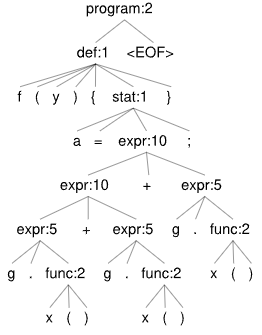 program:2
def:1 <EOF>
f ( y ) { stat:1 }
a = expr:10 ;
expr:10 + expr:5
expr:5 + expr:5 g . func:2
g . func:2 g . func:2 x ( )
x ( ) x ( )